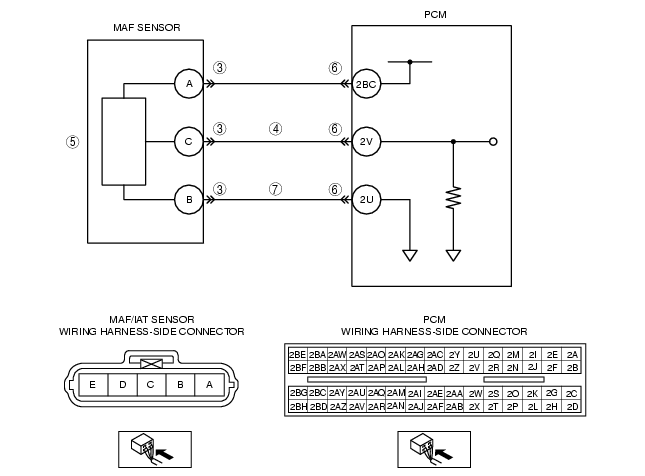 MAF SENSOR
PCM
A
③
⑥
2BC
⑤
C
③
④
⑥
2V
B
③
⑦
⑥
2U
MAF/IAT SENSOR
WIRING HARNESS-SIDE CONNECTOR
E D C B A
PCM
WIRING HARNESS-SIDE CONNECTOR
2BE 2BA 2AW 2AS 2AO 2AK 2AG 2AC 2Y 2U 2Q 2M 2I 2E 2A
2BF 2BB 2AX 2AT 2AP 2AL 2AH 2AD 2Z 2V 2R 2N 2J 2F 2B
2BG 2BC 2AY 2AU 2AQ 2AM 2AI 2AE 2AA 2W 2S 2O 2K 2G 2C
2BH 2BD 2AZ 2AV 2AR 2AN 2AJ 2AF 2AB 2X 2T 2P 2L 2H 2D